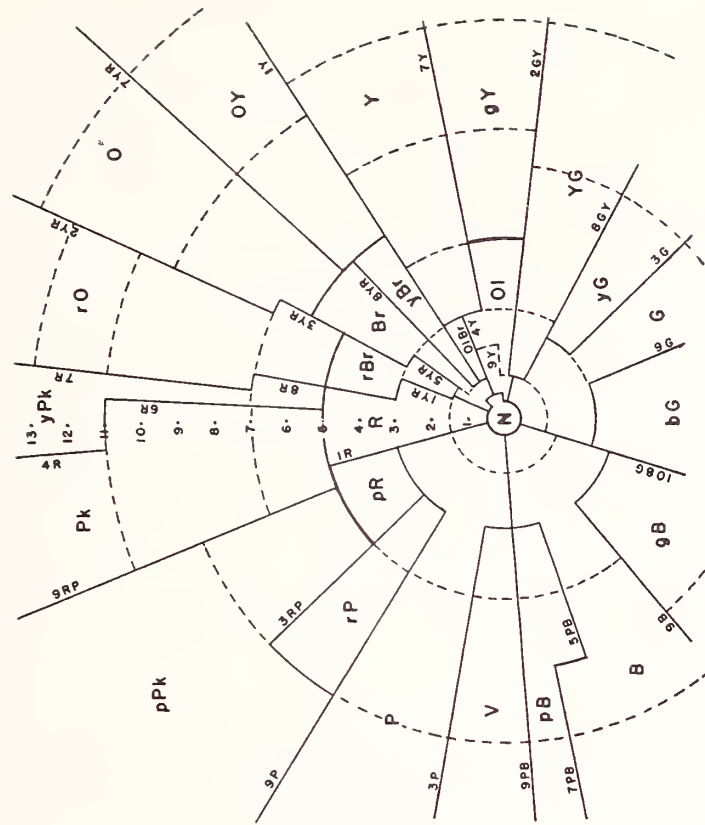 7YR
O
1Y
OY
2YR
7Y
Y
gY
2GY
rO
7R
yPk
13.
12.
11.
10.
9.
8.
7.
6.
5.
4.
3.
2.
1.
4R
Pk
6R
8R
3YR
rBr
Br
8YR
yBr
5YR
1YR
R
1R
pR
OlBr
4Y
9Y
Ol
YG
8GY
yG
3G
G
9G
bG
10BG
gB
9B
B
N
9RP
3RP
rP
pPk
9P
P
3P
V
9PB
pB
5PB
7PB